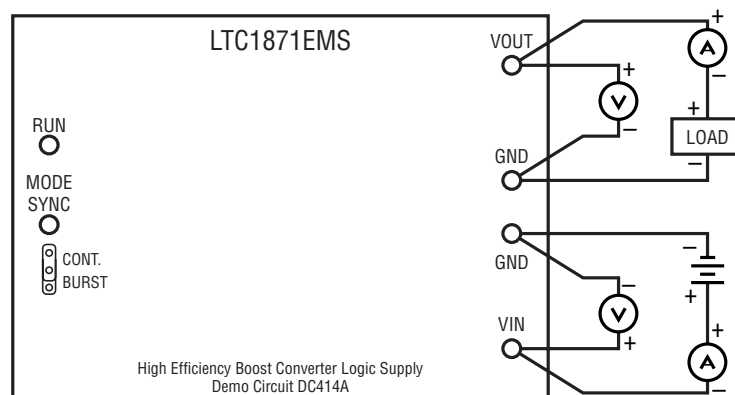 LTC1871EMS
VOUT
+
A
−
+
V
−
+
LOAD
−
RUN
GND
MODE
SYNC
GND
CONT.
BURST
−
+
−
V
+
VIN
+
A
−
High Efficiency Boost Converter Logic Supply
Demo Circuit DC414A